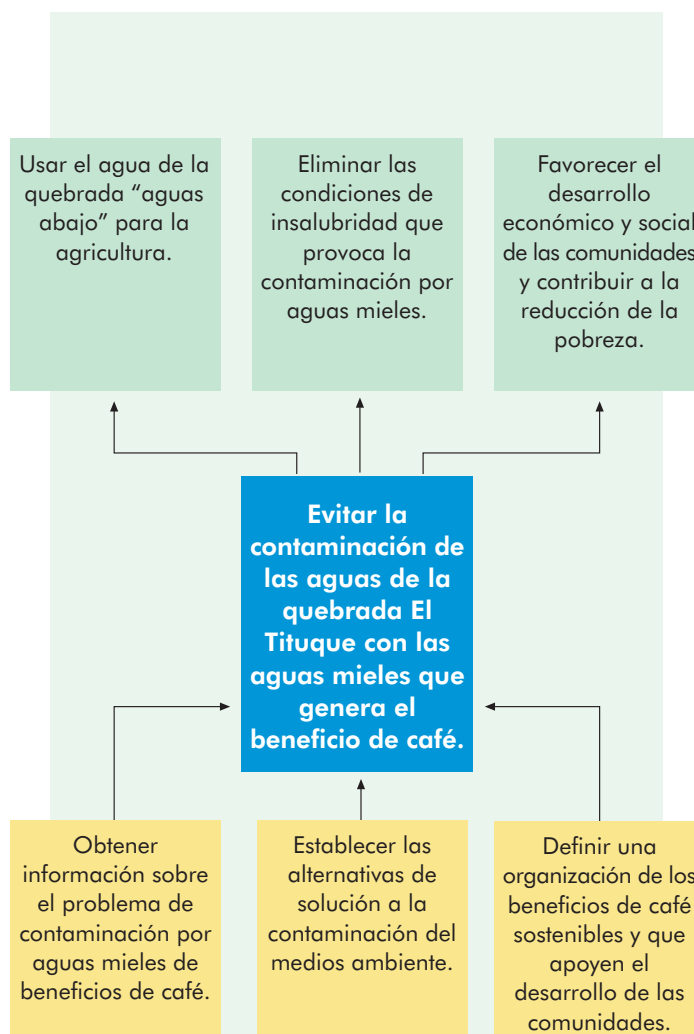 Usar el agua de la
quebrada “aguas
abajo” para la
agricultura.
Eliminar las
condiciones de
insalubridad que
provoca la
contaminación por
aguas mieles.
Favorecer el
desarrollo
económico y social
de las comunidades
y contribuir a la
reducción de la
pobreza.
Evitar la
contaminación de
las aguas de la
quebrada El
Tituque con las
aguas mieles que
genera el
beneficio de café.
Obtener
información sobre
el problema de
contaminación por
aguas mieles de
beneficios de café.
Establecer las
alternativas de
solución a la
contaminación del
medios ambiente.
Definir una
organización de los
beneficios de café
sostenibles y que
apoyen el
desarrollo de las
comunidades.